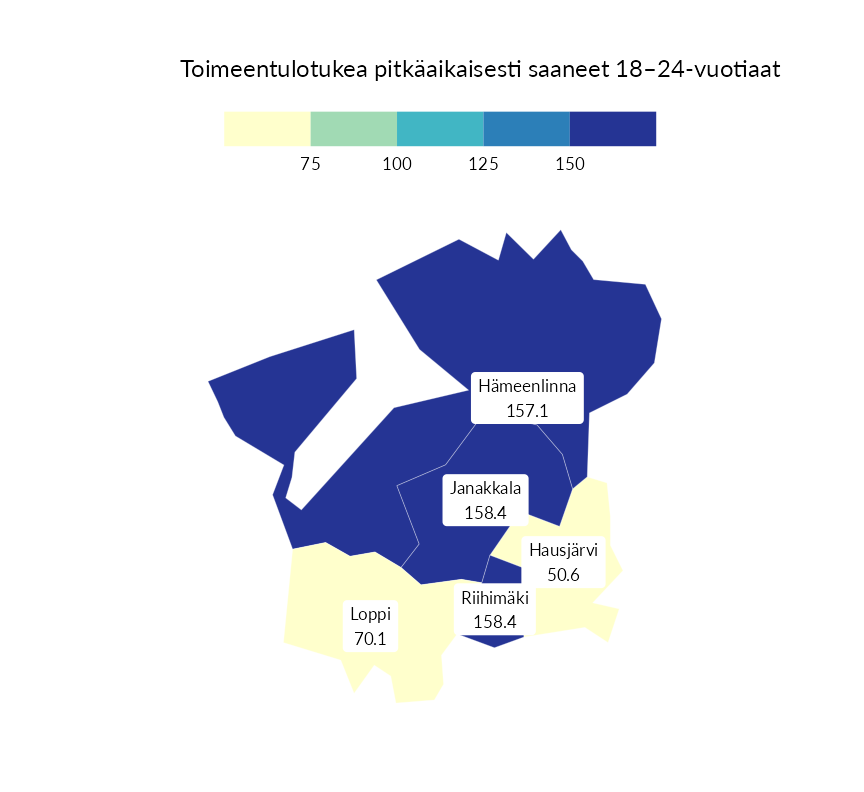 Toimeentulotukea pitkäaikaisesti saaneet 18–24-vuotiaat
75 100 125 150
Hämeenlinna
157.1
Janakkala
158.4
Hausjärvi
50.6
Riihimäki
158.4
Loppi
70.1